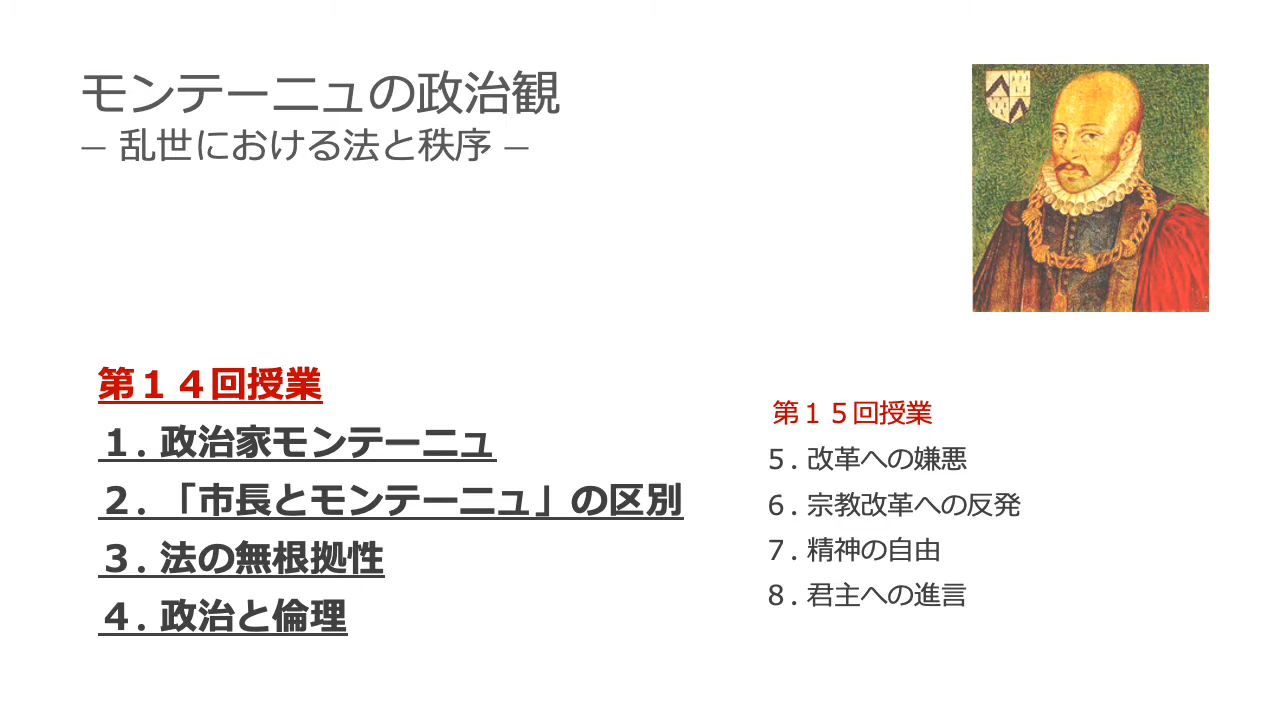 モンテーニュの政治観
― 乱世における法と秩序 ―
第１４回授業
１. 政治家モンテーニュ
２. 「市長とモンテーニュ」の区別
３. 法の無根拠性
４. 政治と倫理
第１５回授業
５. 改革への嫌悪
６. 宗教改革への反発
７. 精神の自由
８. 君主への進言